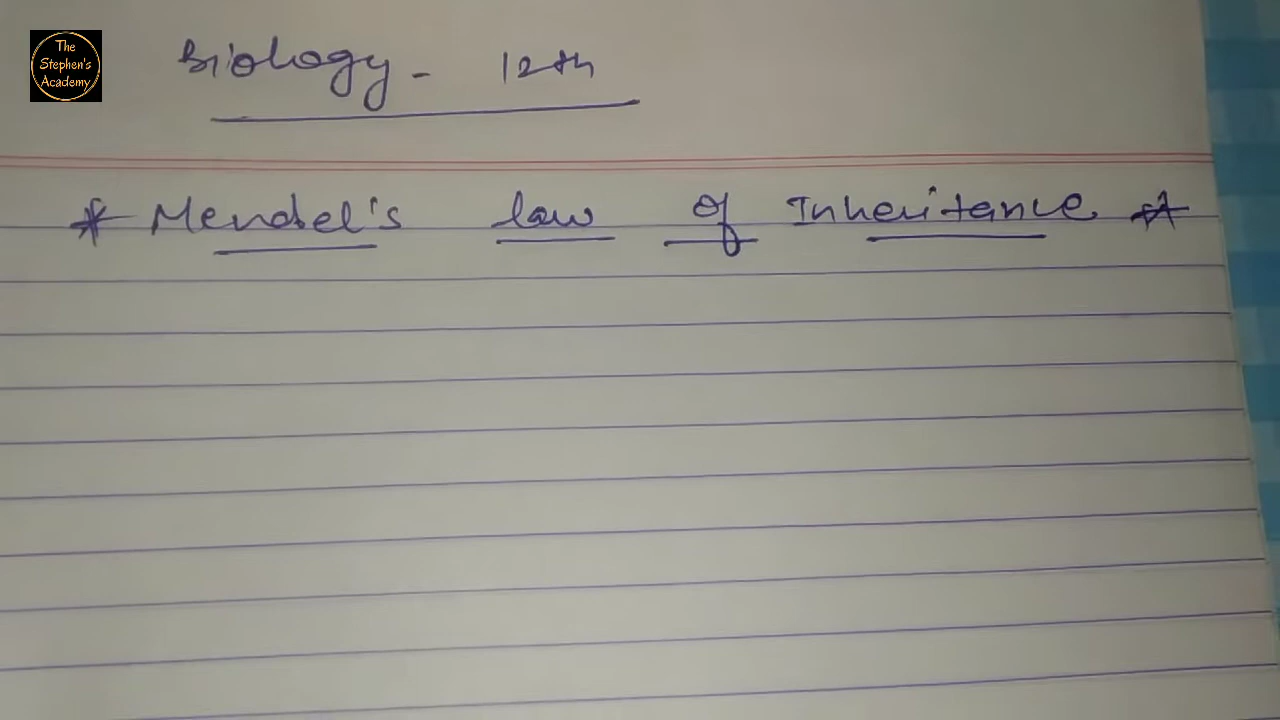 The
Stephen's
Academy
Biology - 12th
* Mendel's law of Inheritance *